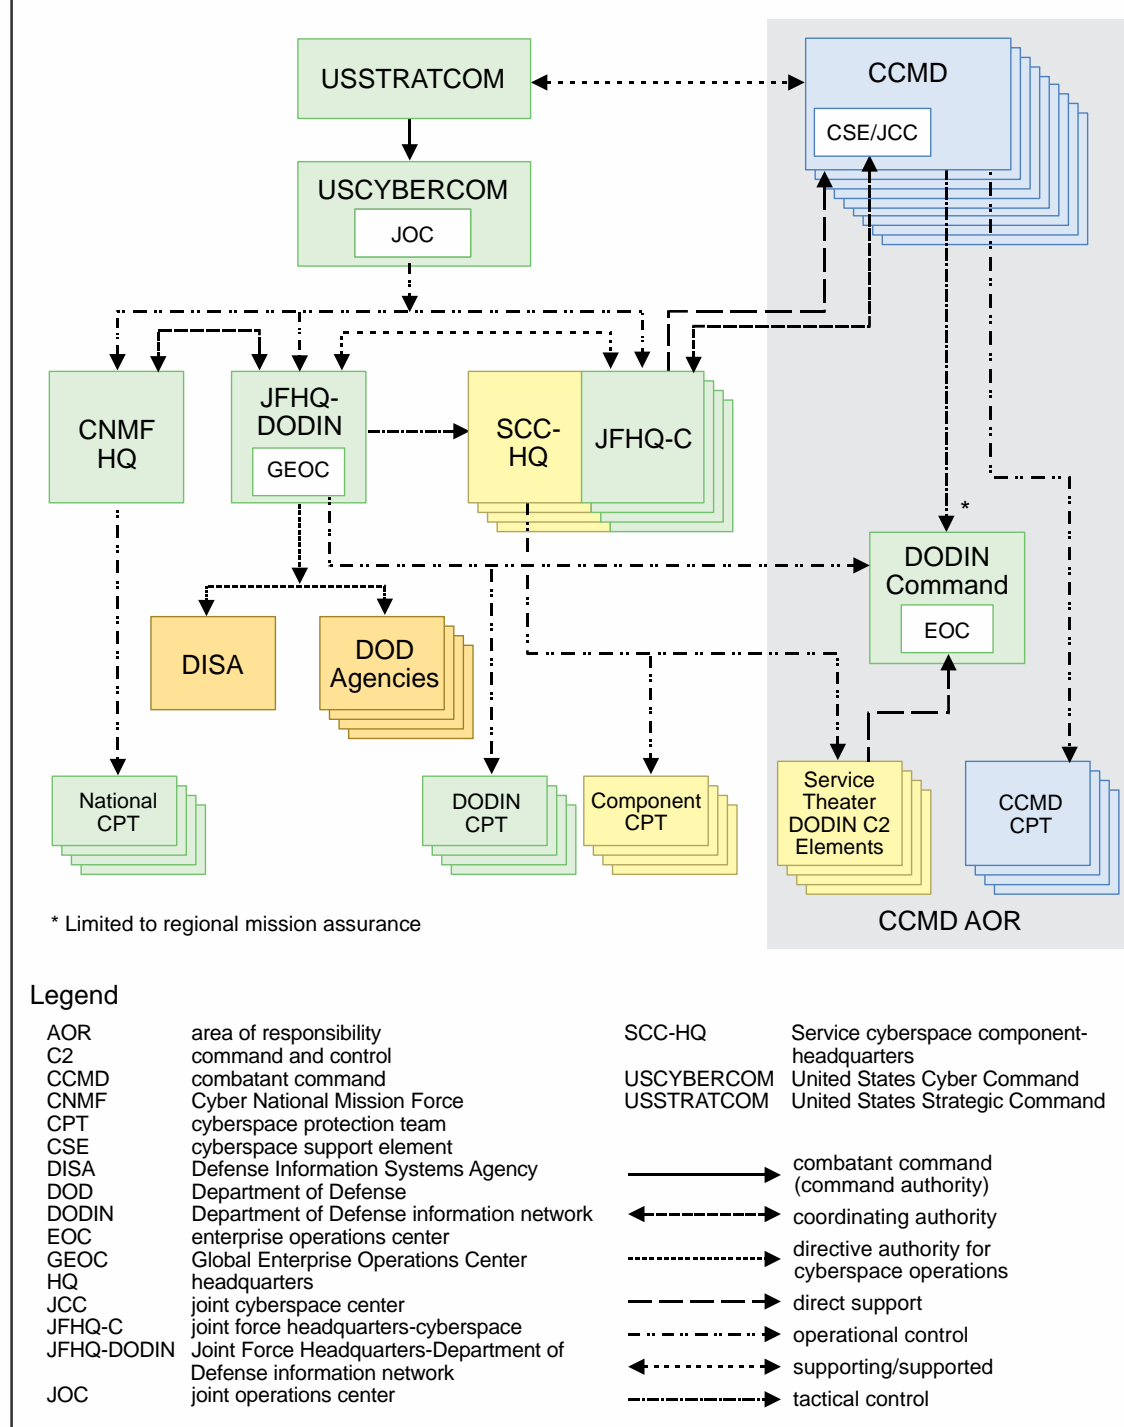 USSTRATCOM
CCMD
CSE/JCC
USCYBERCOM
JOC
CNMF
HQ
JFHQ-
DODIN
GEOC
SCC-
HQ
JFHQ-C
*
DODIN
Command
EOC
DISA
DOD
Agencies
National
CPT
DODIN
CPT
Component
CPT
Service
Theater
DODIN C2
Elements
CCMD
CPT
* Limited to regional mission assurance
CCMD AOR
Legend
AOR area of responsibility
C2 command and control
CCMD combatant command
CNMF Cyber National Mission Force
CPT cyberspace protection team
CSE cyberspace support element
DISA Defense Information Systems Agency
DOD Department of Defense
DODIN Department of Defense information network
EOC enterprise operations center
GEOC Global Enterprise Operations Center
HQ headquarters
JCC joint cyberspace center
JFHQ-C joint force headquarters-cyberspace
JFHQ-DODIN Joint Force Headquarters-Department of
Defense information network
JOC joint operations center
SCC-HQ Service cyberspace component-
headquarters
USCYBERCOM United States Cyber Command
USSTRATCOM United States Strategic Command
combatant command
(command authority)
coordinating authority
directive authority for
cyberspace operations
direct support
operational control
supporting/supported
tactical control